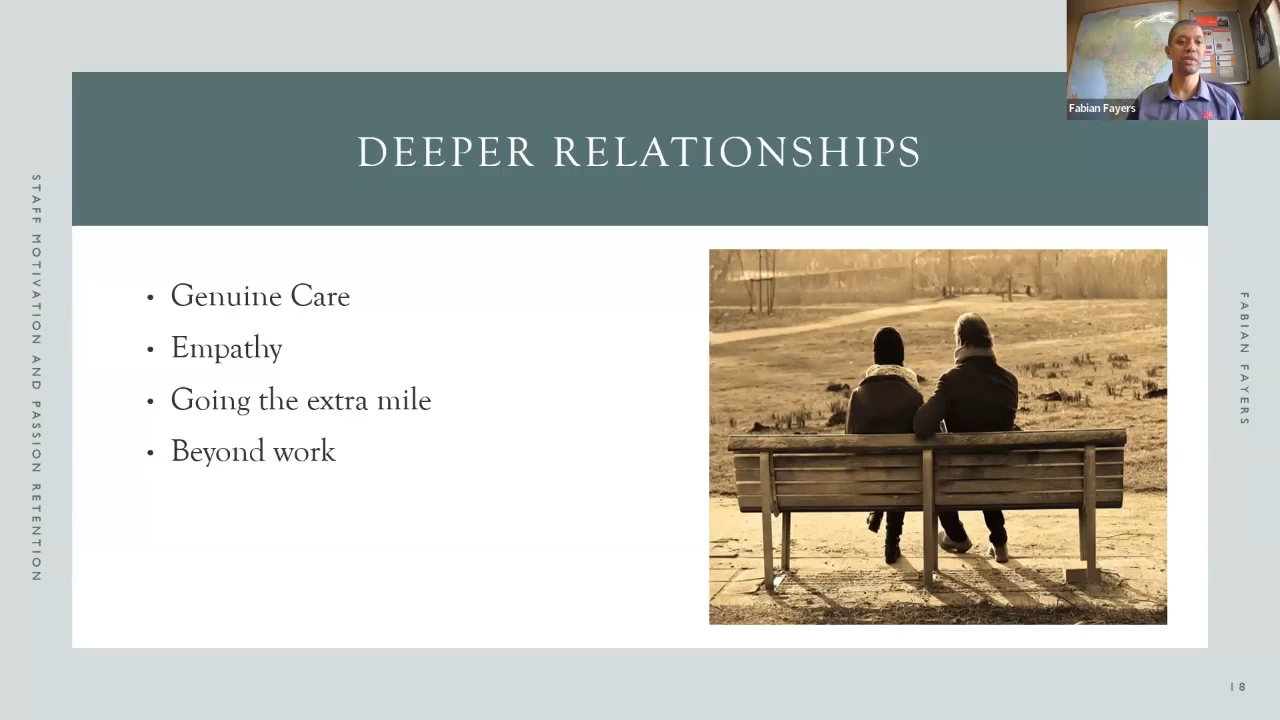 Fabian Fayers
DEEPER RELATIONSHIPS
STAFF MOTIVATION AND PASSION RETENTION
• Genuine Care
• Empathy
• Going the extra mile
• Beyond work
FABIAN FAYERS
18